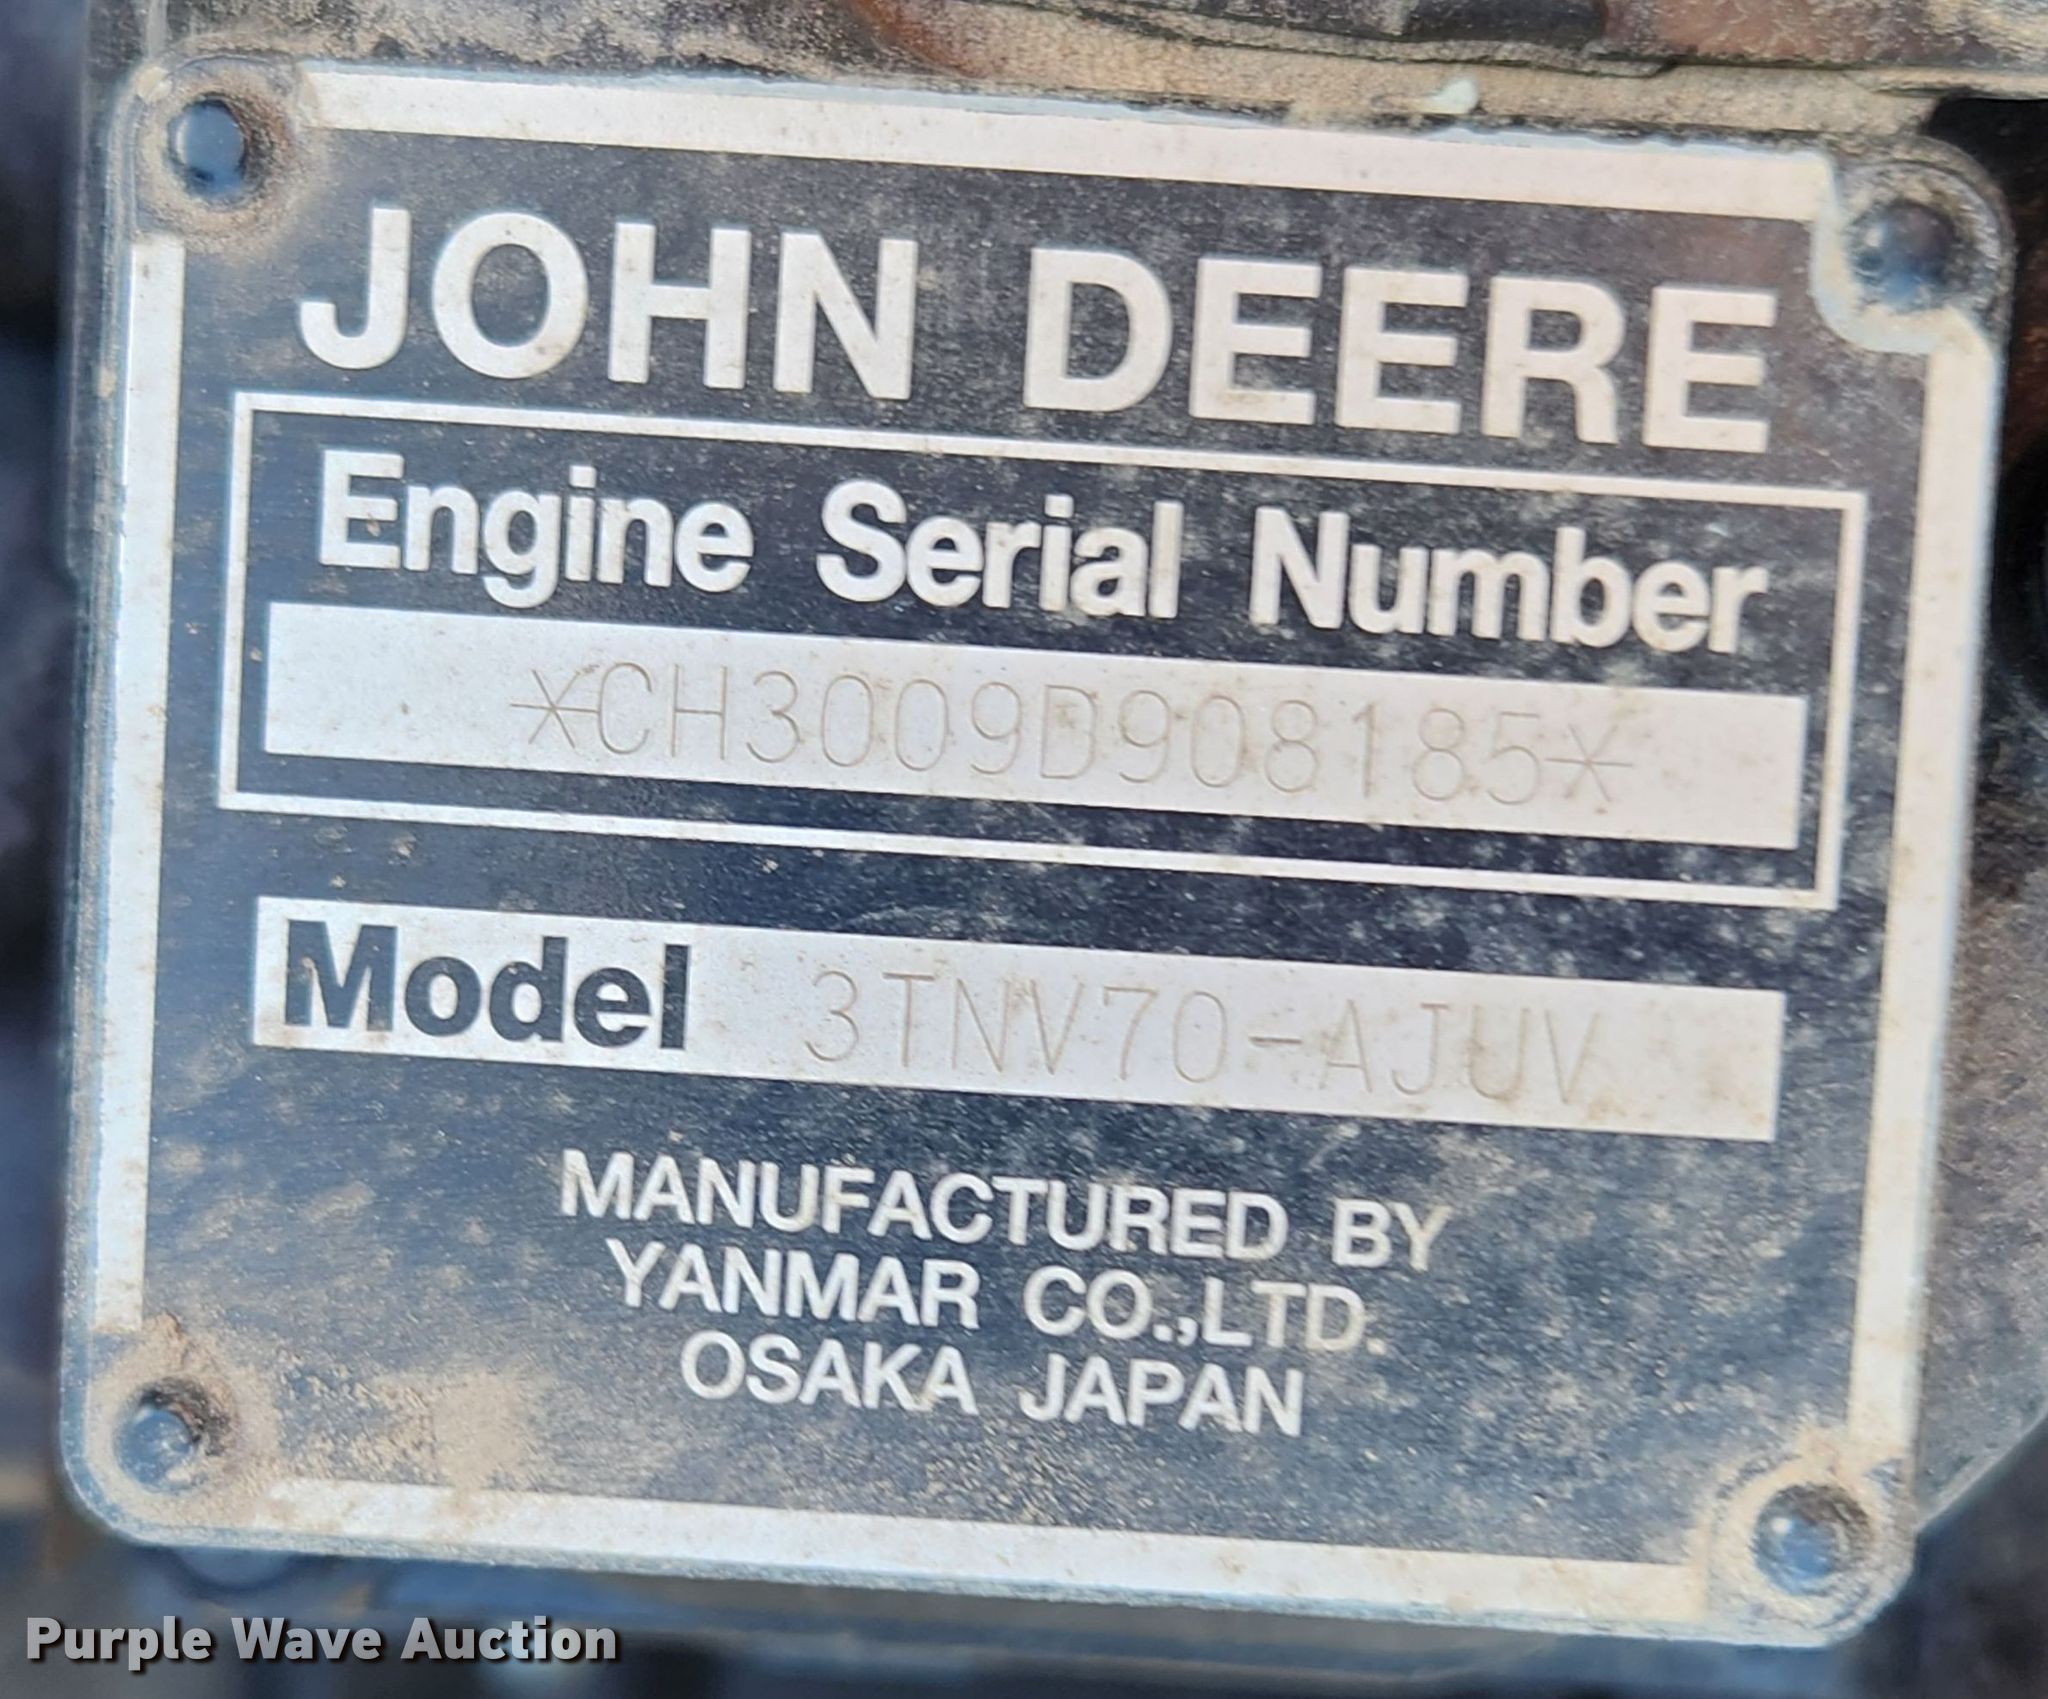 JOHN DEERE
Engine Serial Number
*CH3009D908185*
Model 3TNV70-AJUV
MANUFACTURED BY
YANMAR CO.,LTD.
OSAKA JAPAN
Purple Wave Auction